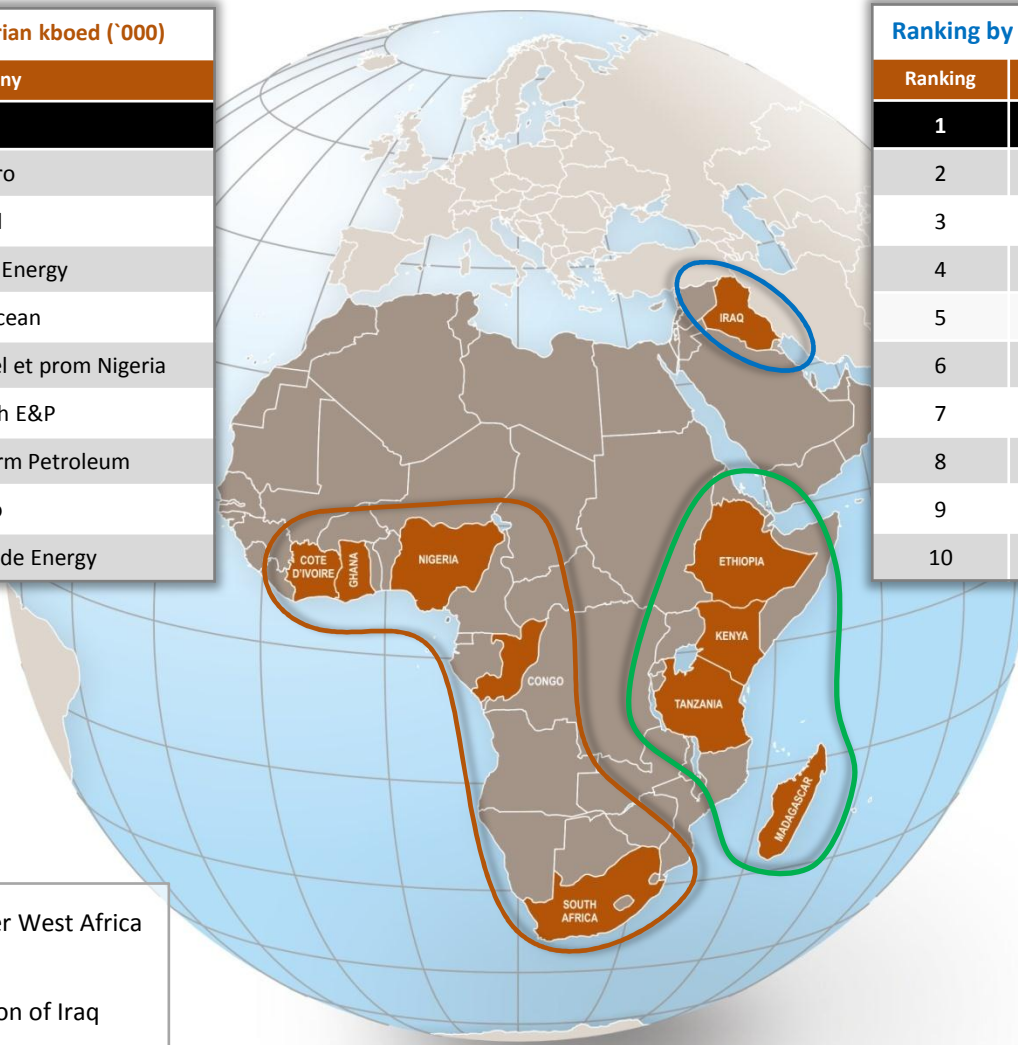 rian kboed (`000)
ny
ro
l
Energy
cean
el et prom Nigeria
h E&P
rm Petroleum
o
de Energy
Ranking by
Ranking
1
2
3
4
5
6
7
8
9
10
IRAQ
COTE
D'IVOIRE
GHANA
NIGERIA
CONGO
ETHIOPIA
KENYA
TANZANIA
MADAGASCAR
SOUTH
AFRICA
er West Africa
on of Iraq